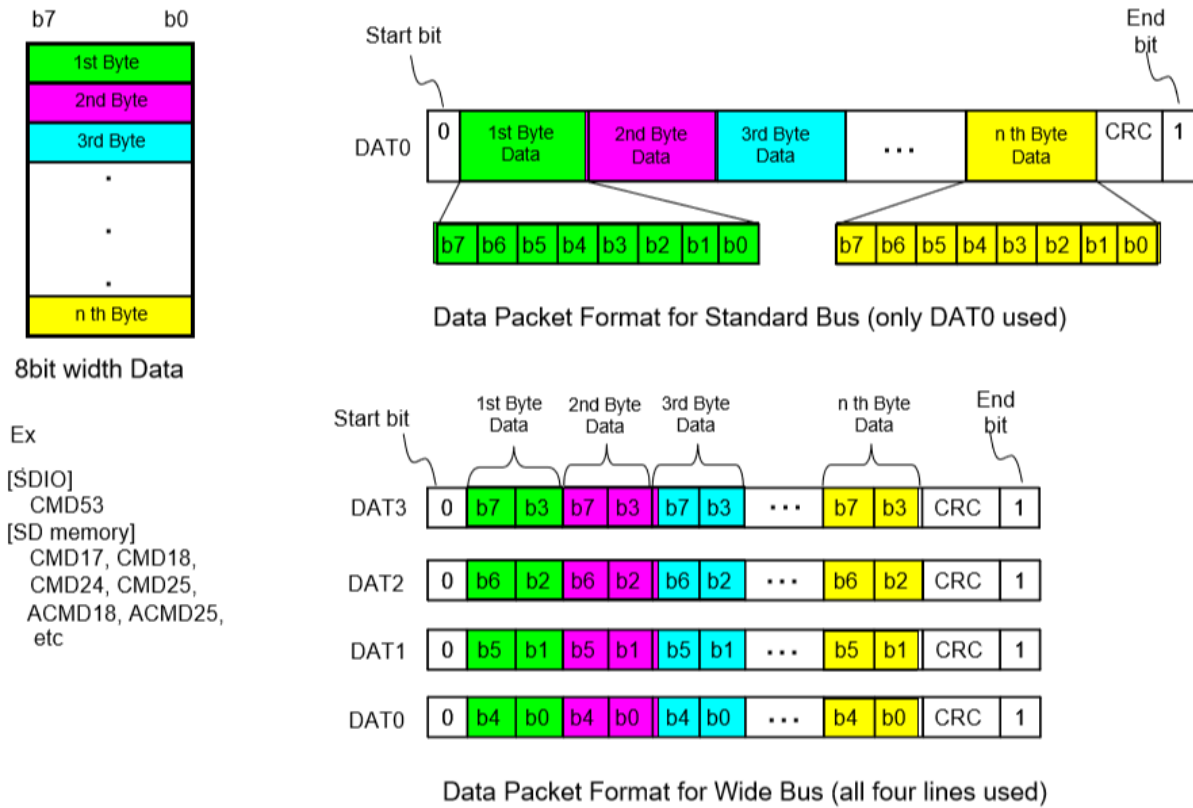 b7 b0
1st Byte
2nd Byte
3rd Byte
.
.
.
n th Byte
8bit width Data
Ex
[SDIO]
CMD53
[SD memory]
CMD17, CMD18,
CMD24, CMD25,
ACMD18, ACMD25,
etc
Start bit
End
bit
DAT0 0 1st Byte Data 2nd Byte Data 3rd Byte Data ... n th Byte Data CRC 1
b7 b6 b5 b4 b3 b2 b1 b0 b7 b6 b5 b4 b3 b2 b1 b0
Data Packet Format for Standard Bus (only DAT0 used)
Start bit
1st Byte
Data
2nd Byte
Data
3rd Byte
Data
n th Byte
Data
End
bit
DAT3 0 b7 b3 b7 b3 b7 b3 ... b7 b3 CRC 1
DAT2 0 b6 b2 b6 b2 b6 b2 ... b6 b2 CRC 1
DAT1 0 b5 b1 b5 b1 b5 b1 ... b5 b1 CRC 1
DAT0 0 b4 b0 b4 b0 b4 b0 ... b4 b0 CRC 1
Data Packet Format for Wide Bus (all four lines used)